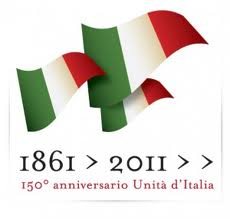 1861 > 2011 > >
150° anniversario Unità d'Italia